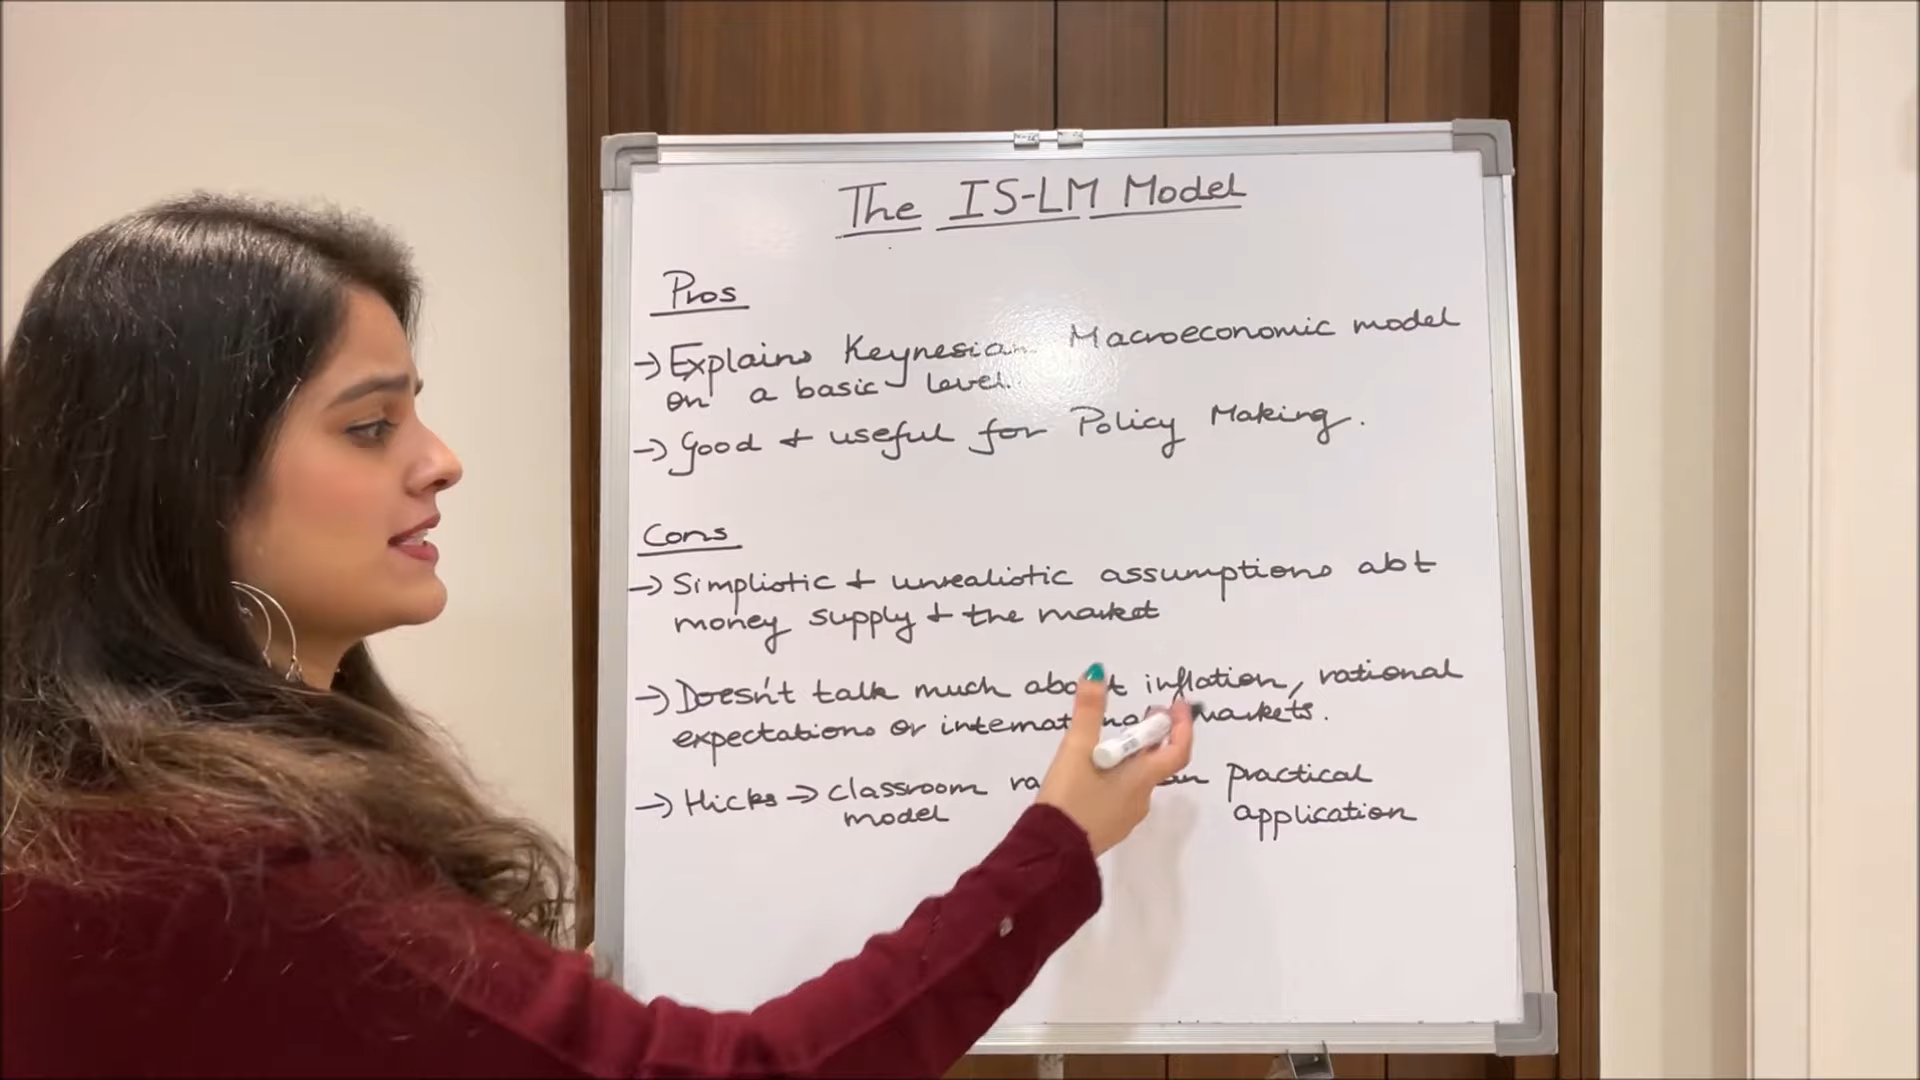 The IS-LM Model
Pros
→ Explains Keynesian Macroeconomic model
on a basic level.
→ Good + useful for Policy Making.
Cons
→ Simplistic + unrealistic assumptions abt
money supply + the market
→ Doesn't talk much about inflation, rational
expectations or international markets.
→ Hicks → classroom practical
model application